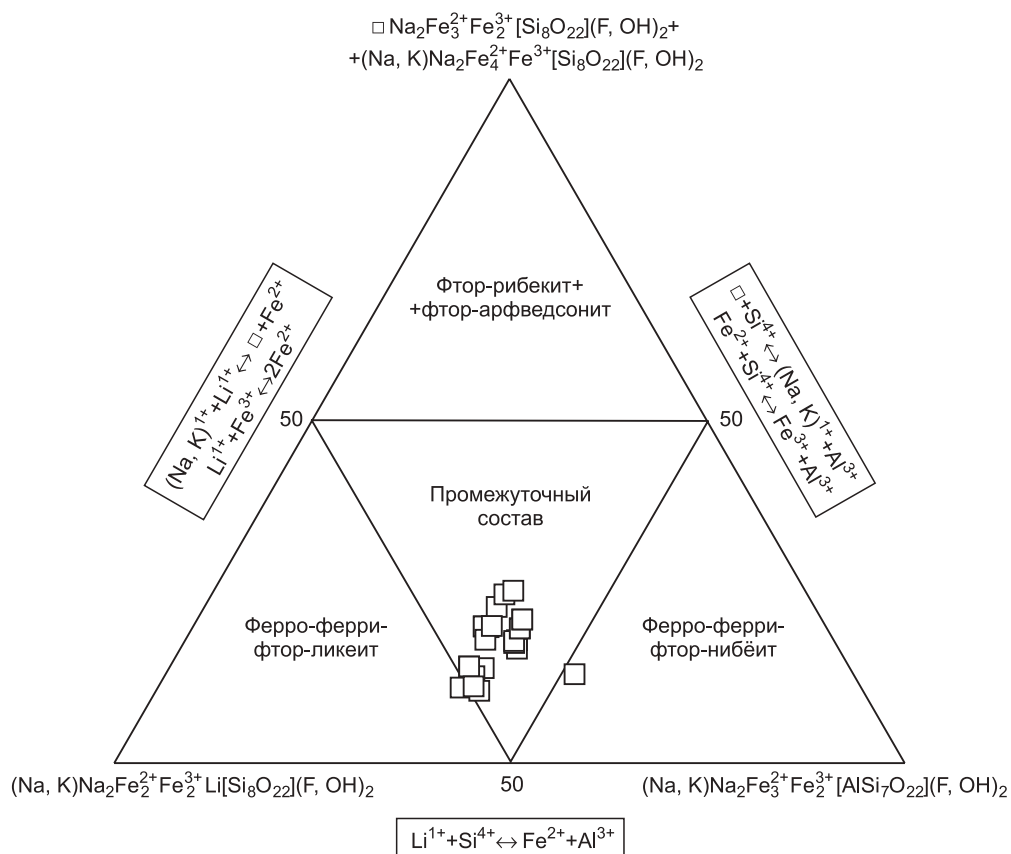 □ Na₂Fe₃²⁺Fe₂³⁺[Si₈O₂₂](F, OH)₂+
+(Na, K)Na₂Fe₄²⁺Fe³⁺[Si₈O₂₂](F, OH)₂
Фтор-рибекит+
+фтор-арфведсонит
(Na, K)¹⁺+Li¹⁺↔ □+Fe²⁺
Li¹⁺+Fe³⁺↔2Fe²⁺
□+Si⁴⁺↔(Na, K)¹⁺+Al³⁺
Fe²⁺+Si⁴⁺↔Fe³⁺+Al³⁺
50
50
Промежуточный
состав
Ферро-ферри-
фтор-ликеит
Ферро-ферри-
фтор-нибёит
(Na, K)Na₂Fe₂²⁺Fe₂³⁺Li[Si₈O₂₂](F, OH)₂
50
(Na, K)Na₂Fe₃²⁺Fe₂³⁺[AlSi₇O₂₂](F, OH)₂
Li¹⁺+Si⁴⁺↔Fe²⁺+Al³⁺